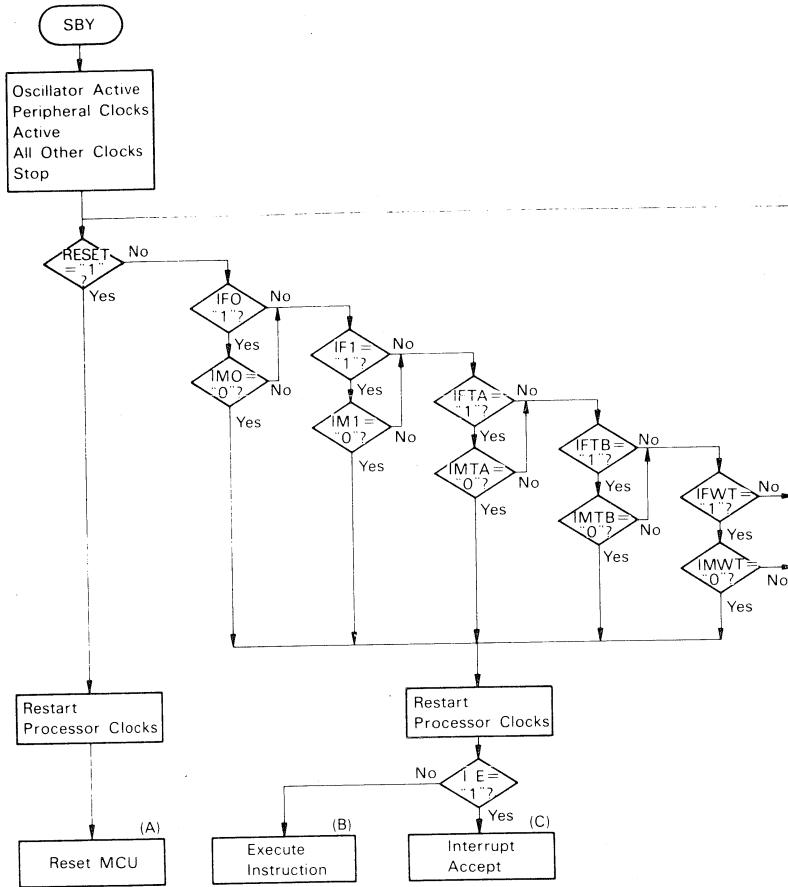 SBY
Oscillator Active
Peripheral Clocks
Active
All Other Clocks
Stop
RESET
="1"
?
No
Yes
IF0
"1"?
No
Yes
IM0=
"0"?
No
Yes
IF1=
"1"?
No
Yes
IM1=
"0"?
No
Yes
IFTA=
"1"?
No
Yes
IMTA=
"0"?
No
Yes
IFTB=
"1"?
No
Yes
IMTB=
"0"?
No
Yes
IFWT=
"1"?
No
Yes
IMWT=
"0"?
No
Yes
Restart
Processor Clocks
Restart
Processor Clocks
IE=
"1"?
No
Yes
(A)
Reset MCU
(B)
Execute
Instruction
(C)
Interrupt
Accept